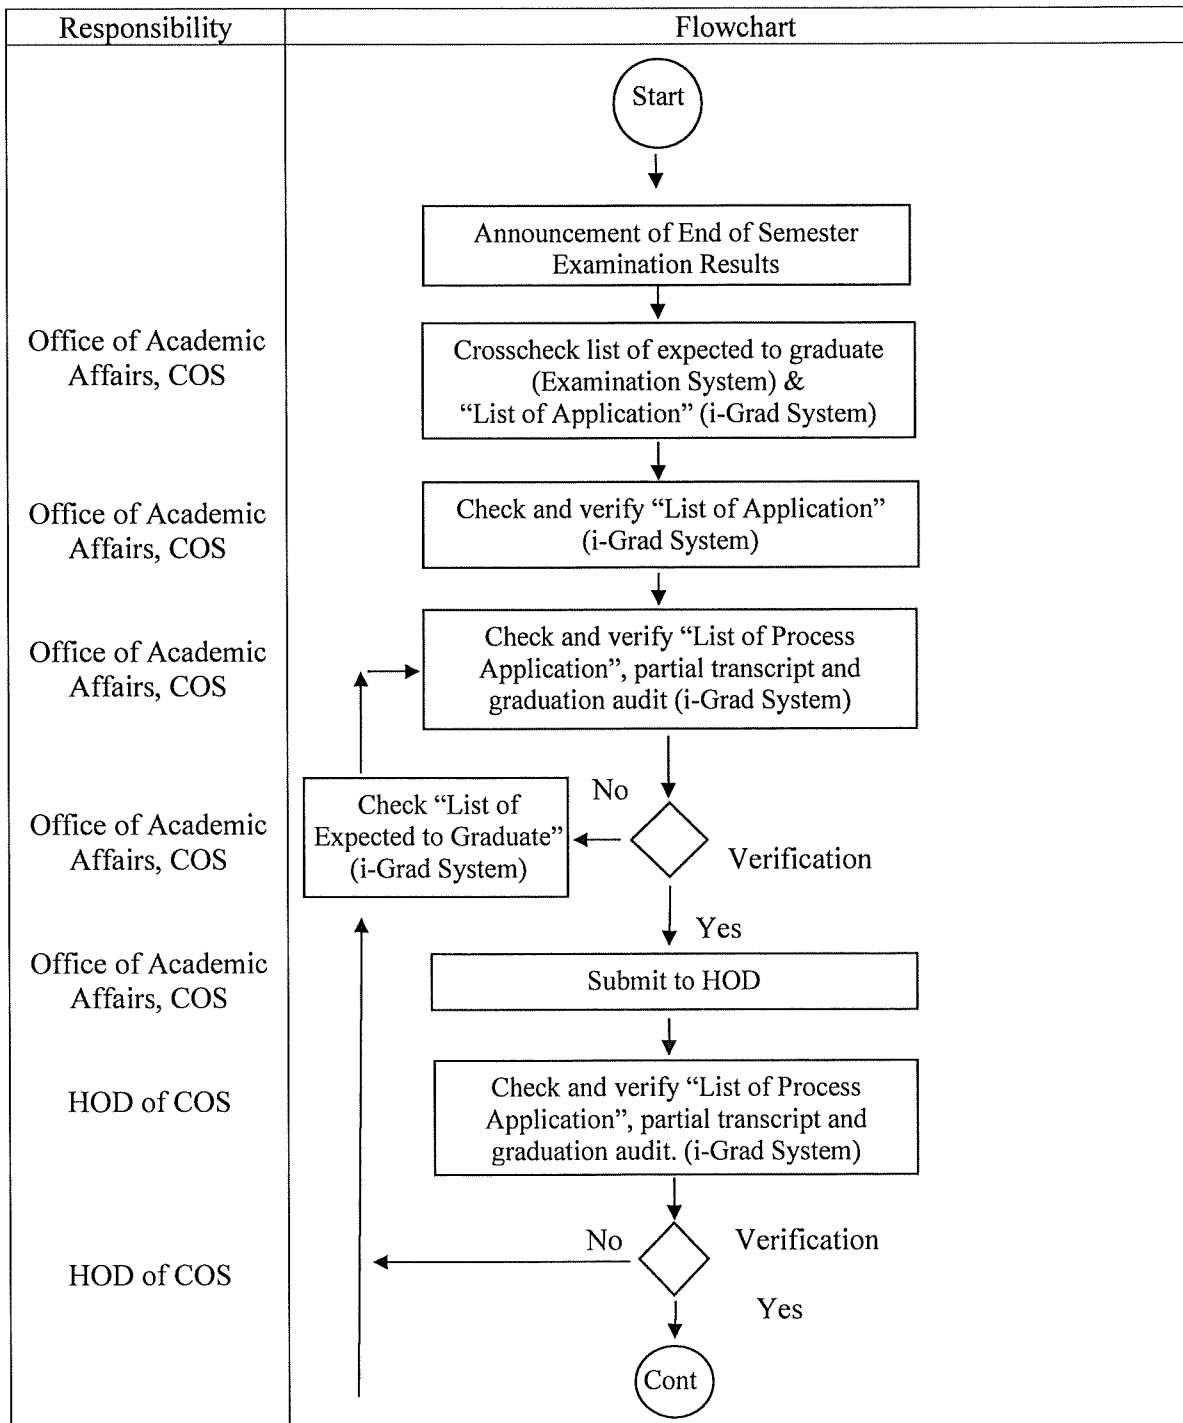 Responsibility
Flowchart
Start
Announcement of End of Semester
Examination Results
Office of Academic
Affairs, COS
Crosscheck list of expected to graduate
(Examination System) &
“List of Application” (i-Grad System)
Office of Academic
Affairs, COS
Check and verify “List of Application”
(i-Grad System)
Office of Academic
Affairs, COS
Check and verify “List of Process
Application”, partial transcript and
graduation audit (i-Grad System)
Office of Academic
Affairs, COS
Check “List of
Expected to Graduate”
(i-Grad System)
No
Verification
Yes
Office of Academic
Affairs, COS
Submit to HOD
HOD of COS
Check and verify “List of Process
Application”, partial transcript and
graduation audit. (i-Grad System)
HOD of COS
No
Verification
Yes
Cont